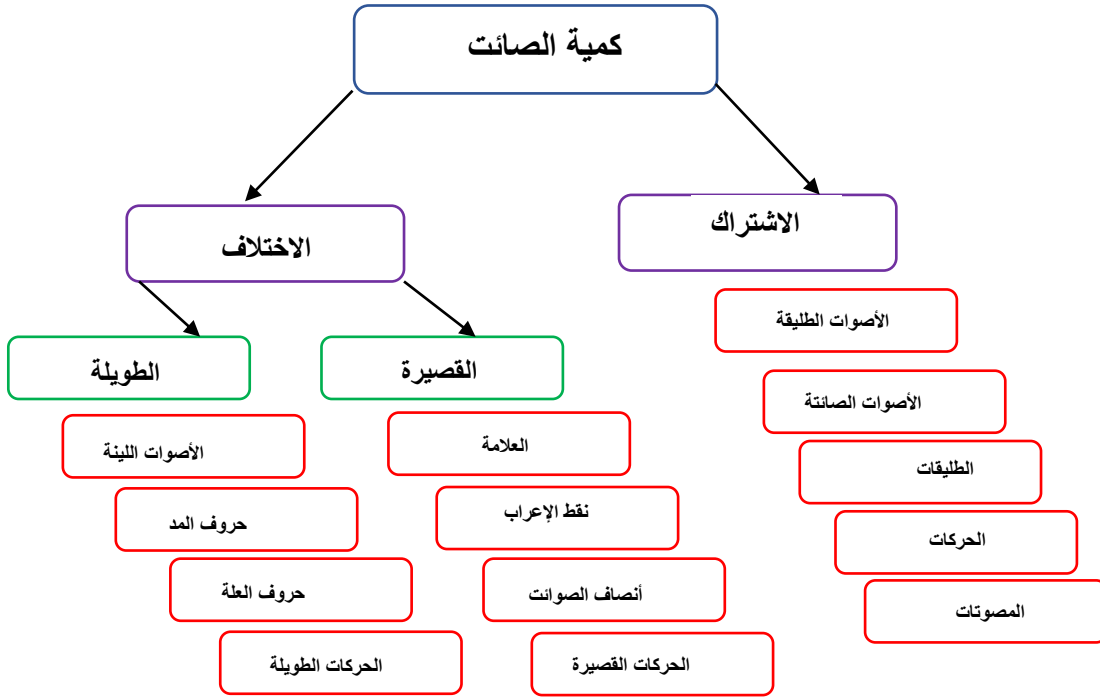 كمية الصائت
الاشتراك
الاختلاف
الأصوات الطليقة
الأصوات الصائتة
الطليقات
الحركات
المصوتات
القصيرة
العلامة
نقط الإعراب
أنصاف الصوائت
الحركات القصيرة
الطويلة
الأصوات اللينة
حروف المد
حروف العلة
الحركات الطويلة